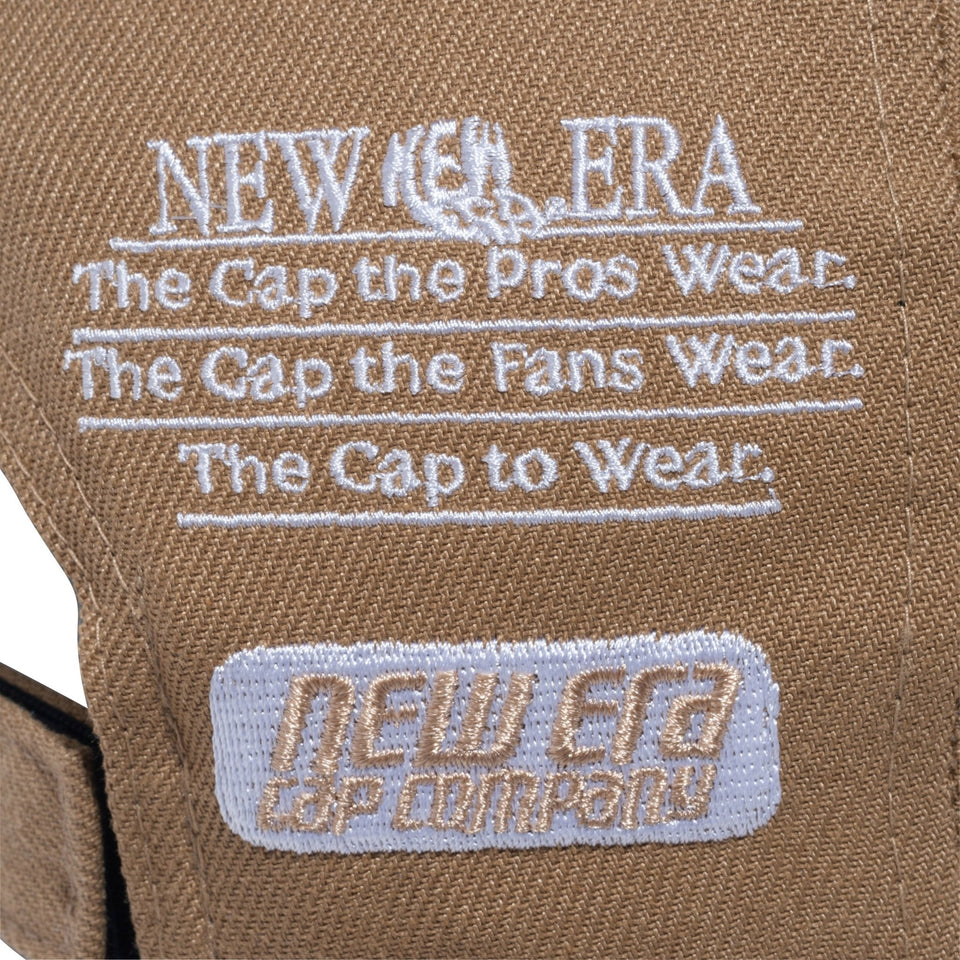 NEW ERA
The Cap the Pros Wear.
The Cap the Fans Wear.
The Cap to Wear.
new era
cap company